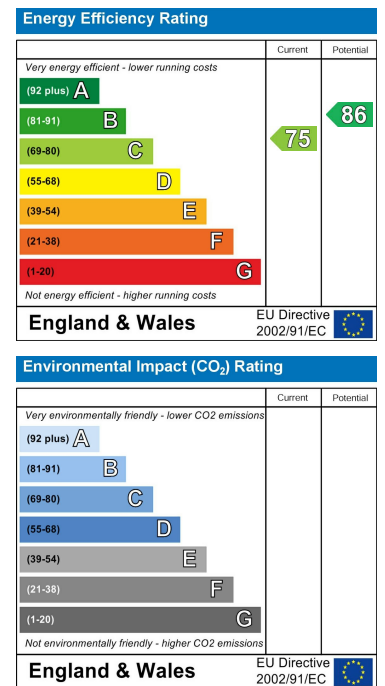 Energy Efficiency Rating
Current Potential
Very energy efficient - lower running costs
(92 plus) A
(81-91) B
(69-80) C
(55-68) D
(39-54) E
(21-38) F
(1-20) G
75
86
Not energy efficient - higher running costs
England & Wales
EU Directive
2002/91/EC
Environmental Impact (CO₂) Rating
Current Potential
Very environmentally friendly - lower CO2 emissions
(92 plus) A
(81-91) B
(69-80) C
(55-68) D
(39-54) E
(21-38) F
(1-20) G
Not environmentally friendly - higher CO2 emissions
England & Wales
EU Directive
2002/91/EC